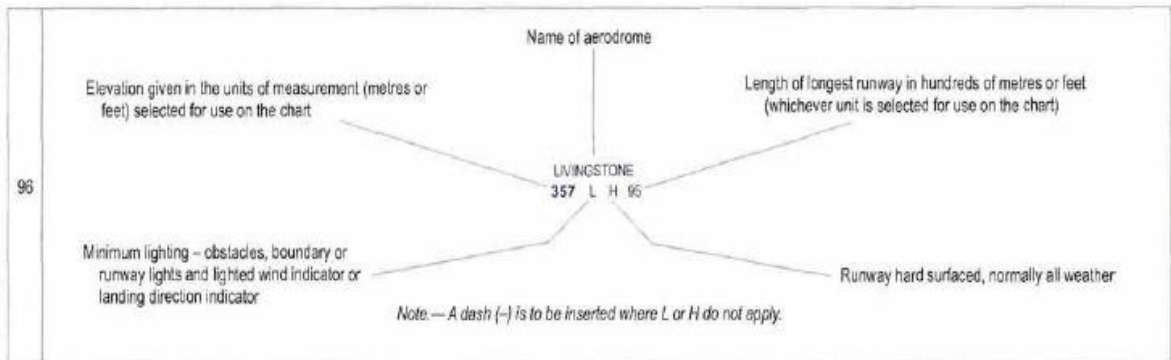 Name of aerodrome
Elevation given in the units of measurement (metres or
feet) selected for use on the chart
Length of longest runway in hundreds of metres or feet
(whichever unit is selected for use on the chart)
96
LIVINGSTONE
357 L H 95
Minimum lighting – obstacles, boundary or
runway lights and lighted wind indicator or
landing direction indicator
Runway hard surfaced, normally all weather
Note.— A dash (–) is to be inserted where L or H do not apply.